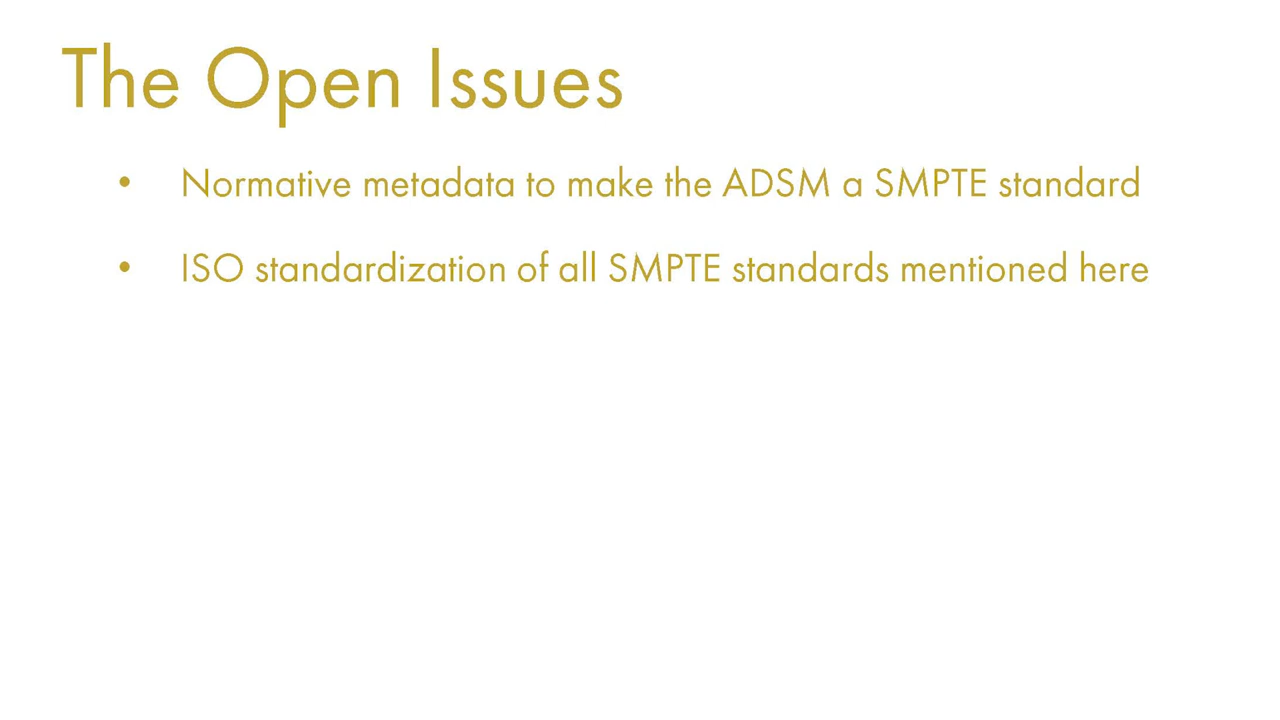 The Open Issues
• Normative metadata to make the ADSM a SMPTE standard
• ISO standardization of all SMPTE standards mentioned here